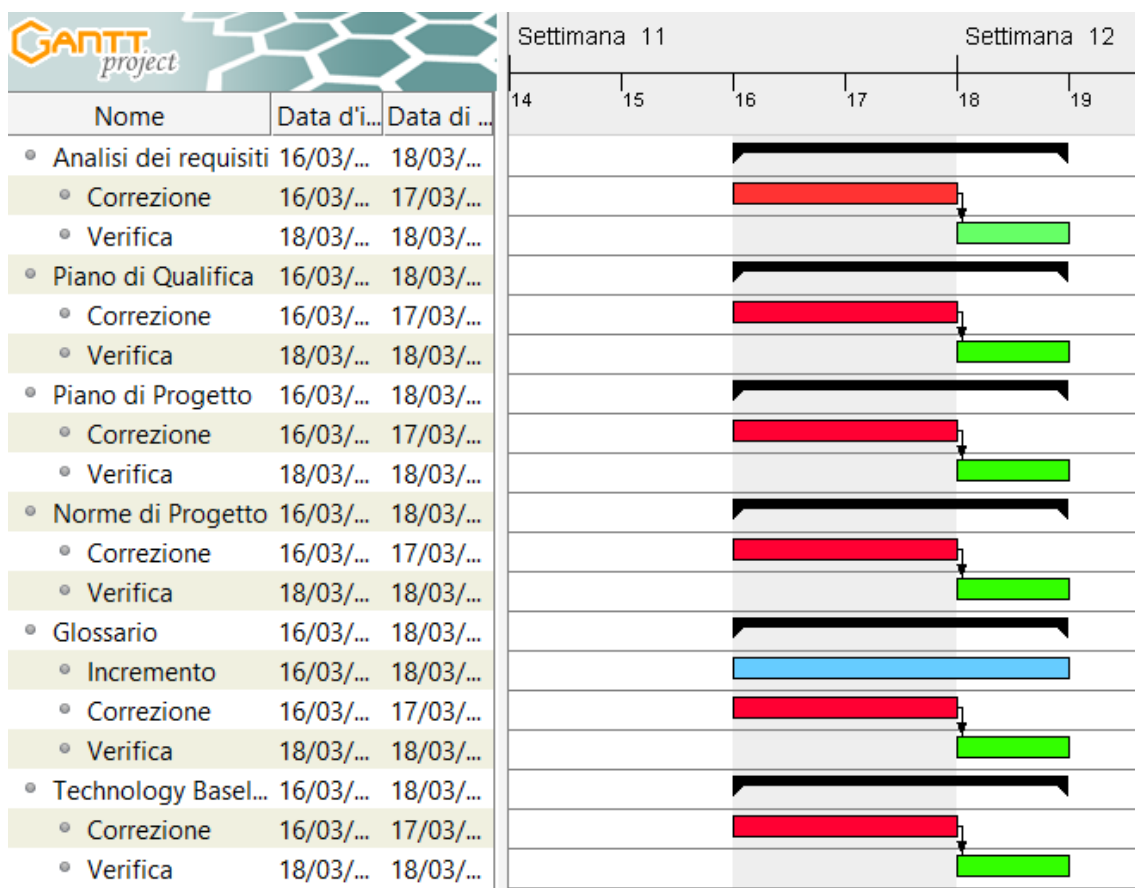 GANTT
project
Settimana 11 Settimana 12
14 15 16 17 18 19
Nome Data d'i... Data di ...
Analisi dei requisiti 16/03/... 18/03/...
Correzione 16/03/... 17/03/...
Verifica 18/03/... 18/03/...
Piano di Qualifica 16/03/... 18/03/...
Correzione 16/03/... 17/03/...
Verifica 18/03/... 18/03/...
Piano di Progetto 16/03/... 18/03/...
Correzione 16/03/... 17/03/...
Verifica 18/03/... 18/03/...
Norme di Progetto 16/03/... 18/03/...
Correzione 16/03/... 17/03/...
Verifica 18/03/... 18/03/...
Glossario 16/03/... 18/03/...
Incremento 16/03/... 18/03/...
Correzione 16/03/... 17/03/...
Verifica 18/03/... 18/03/...
Technology Basel... 16/03/... 18/03/...
Correzione 16/03/... 17/03/...
Verifica 18/03/... 18/03/...